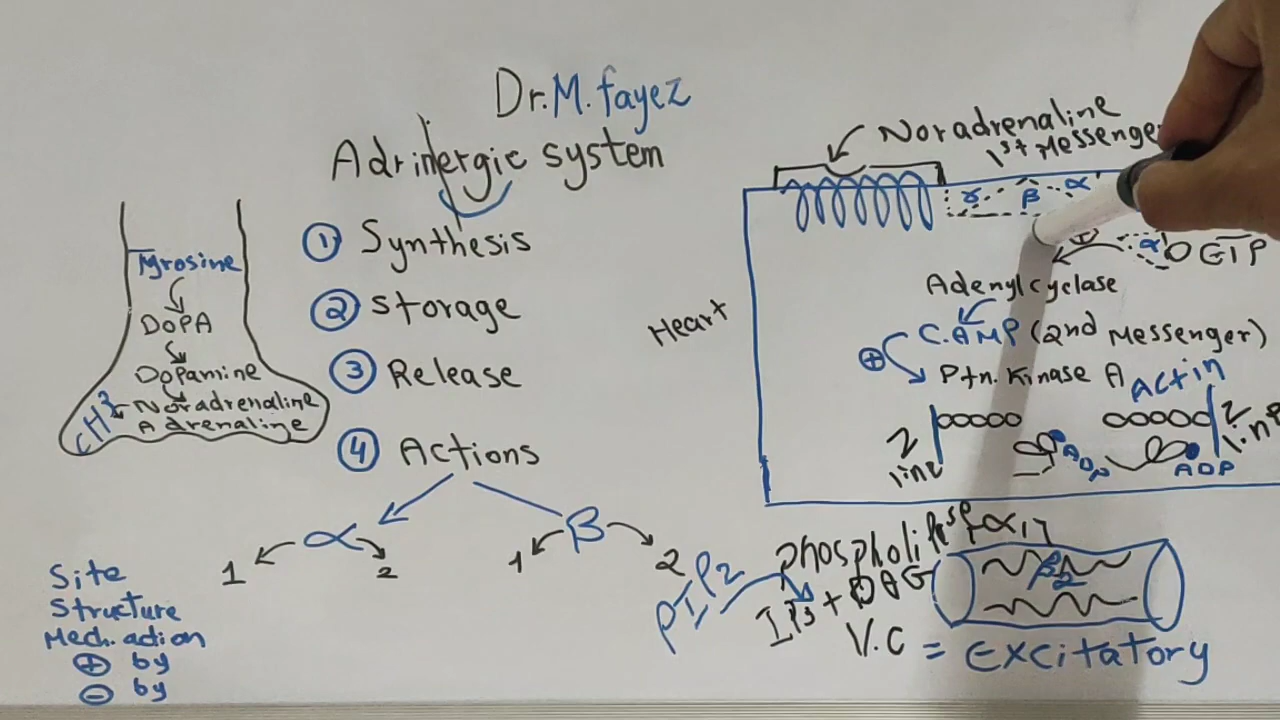 Dr.M.fayez
Adrinergic system
① Synthesis
② Storage
③ Release
④ Actions
α
1
2
β
1
2
Tyrosine
DOPA
Dopamine
Noradrenaline
Adrenaline
CH3
Site
Structure
Mech. action
⊕ by
⊖ by
Noradrenaline
1st Messenger
Heart
γ β α
⊕
α
GTP
Adenylcyclase
C.AMP (2nd Messenger)
⊕
Ptn. Kinase A
Actin
Z line
Z line
ADP
ADP
α1
PIP2
IP3 + DAG
V.C = Excitatory
β2